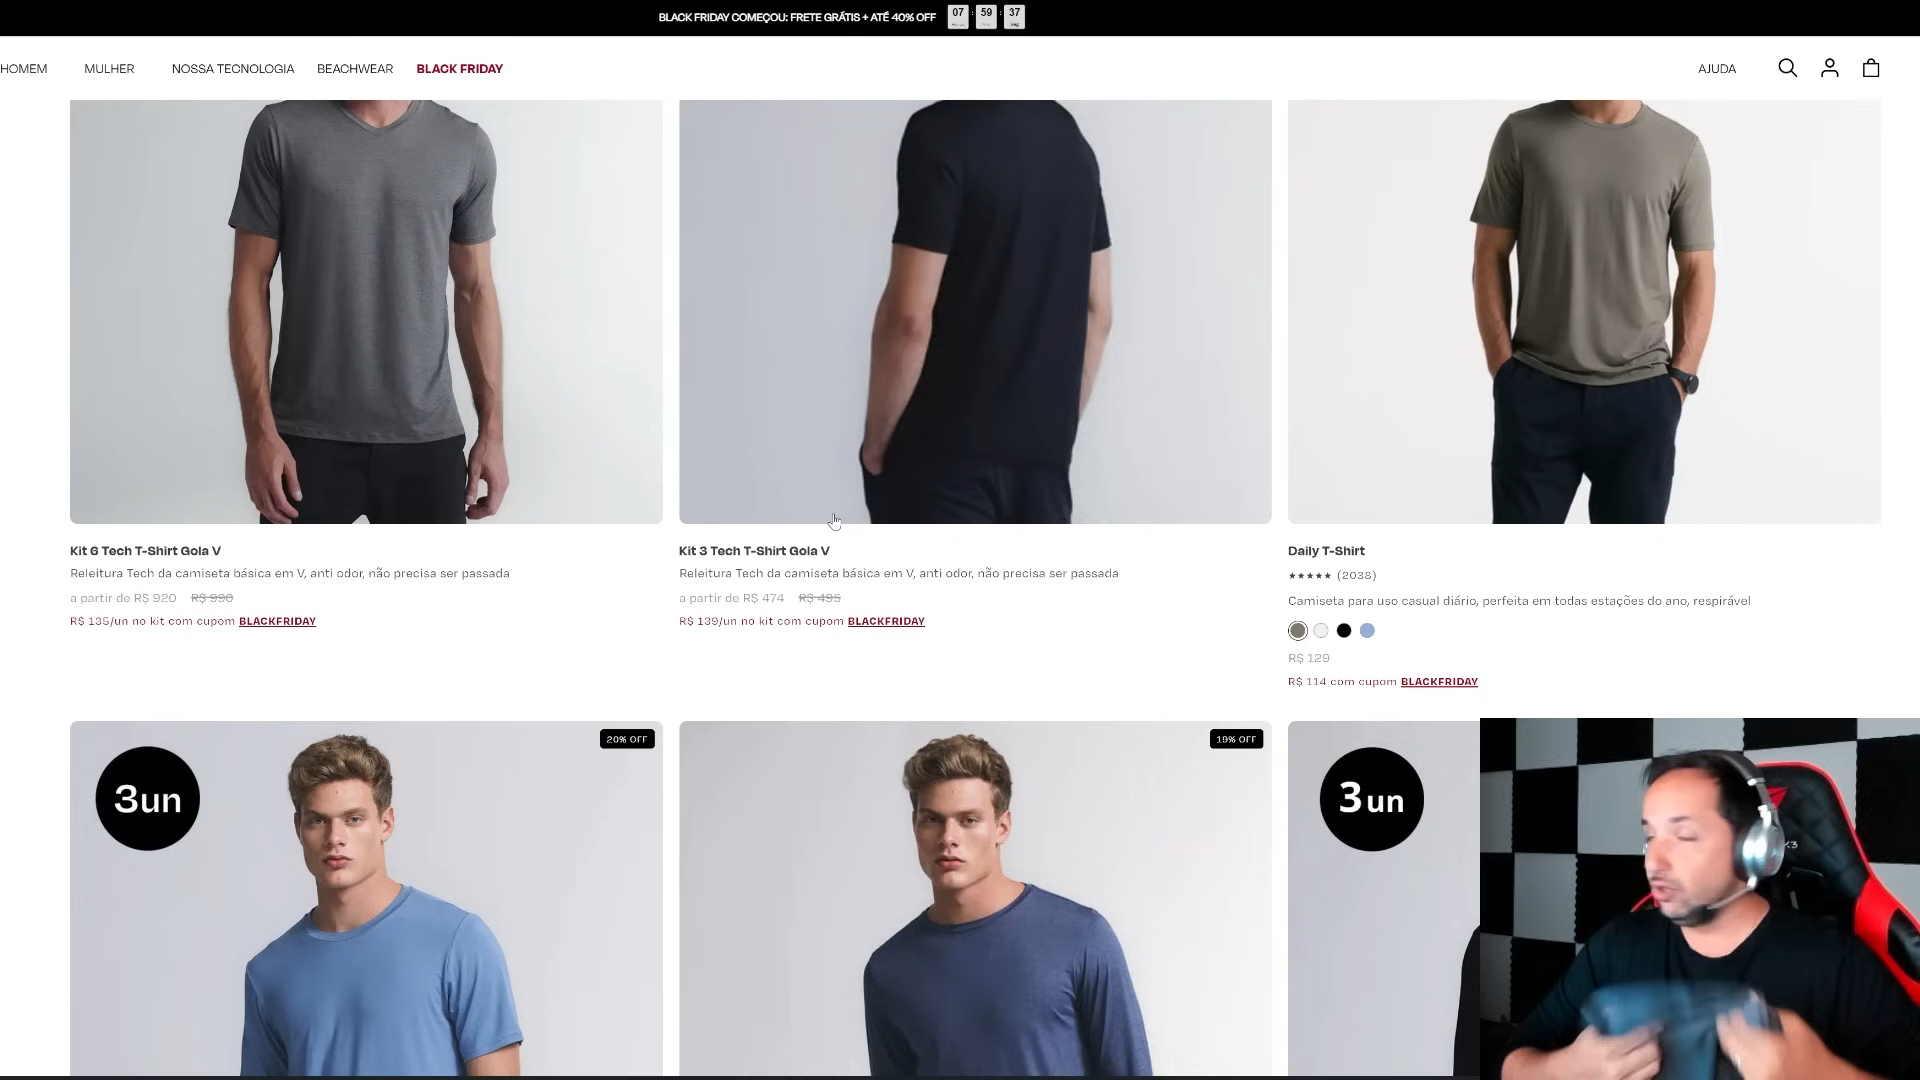 BLACK FRIDAY COMEÇOU: FRETE GRÁTIS + ATÉ 40% OFF 07 : 59 : 37
HOMEM MULHER NOSSA TECNOLOGIA BEACHWEAR BLACK FRIDAY AJUDA
Kit 6 Tech T-Shirt Gola V
Releitura Tech da camiseta básica em V, anti odor, não precisa ser passada
a partir de R$ 920 R$ 990
R$ 135/un no kit com cupom BLACKFRIDAY
Kit 3 Tech T-Shirt Gola V
Releitura Tech da camiseta básica em V, anti odor, não precisa ser passada
a partir de R$ 474 R$ 495
R$ 139/un no kit com cupom BLACKFRIDAY
Daily T-Shirt
★★★★★ (2038)
Camiseta para uso casual diário, perfeita em todas estações do ano, respirável
R$ 129
R$ 114 com cupom BLACKFRIDAY
3un
20% OFF
19% OFF
3 un